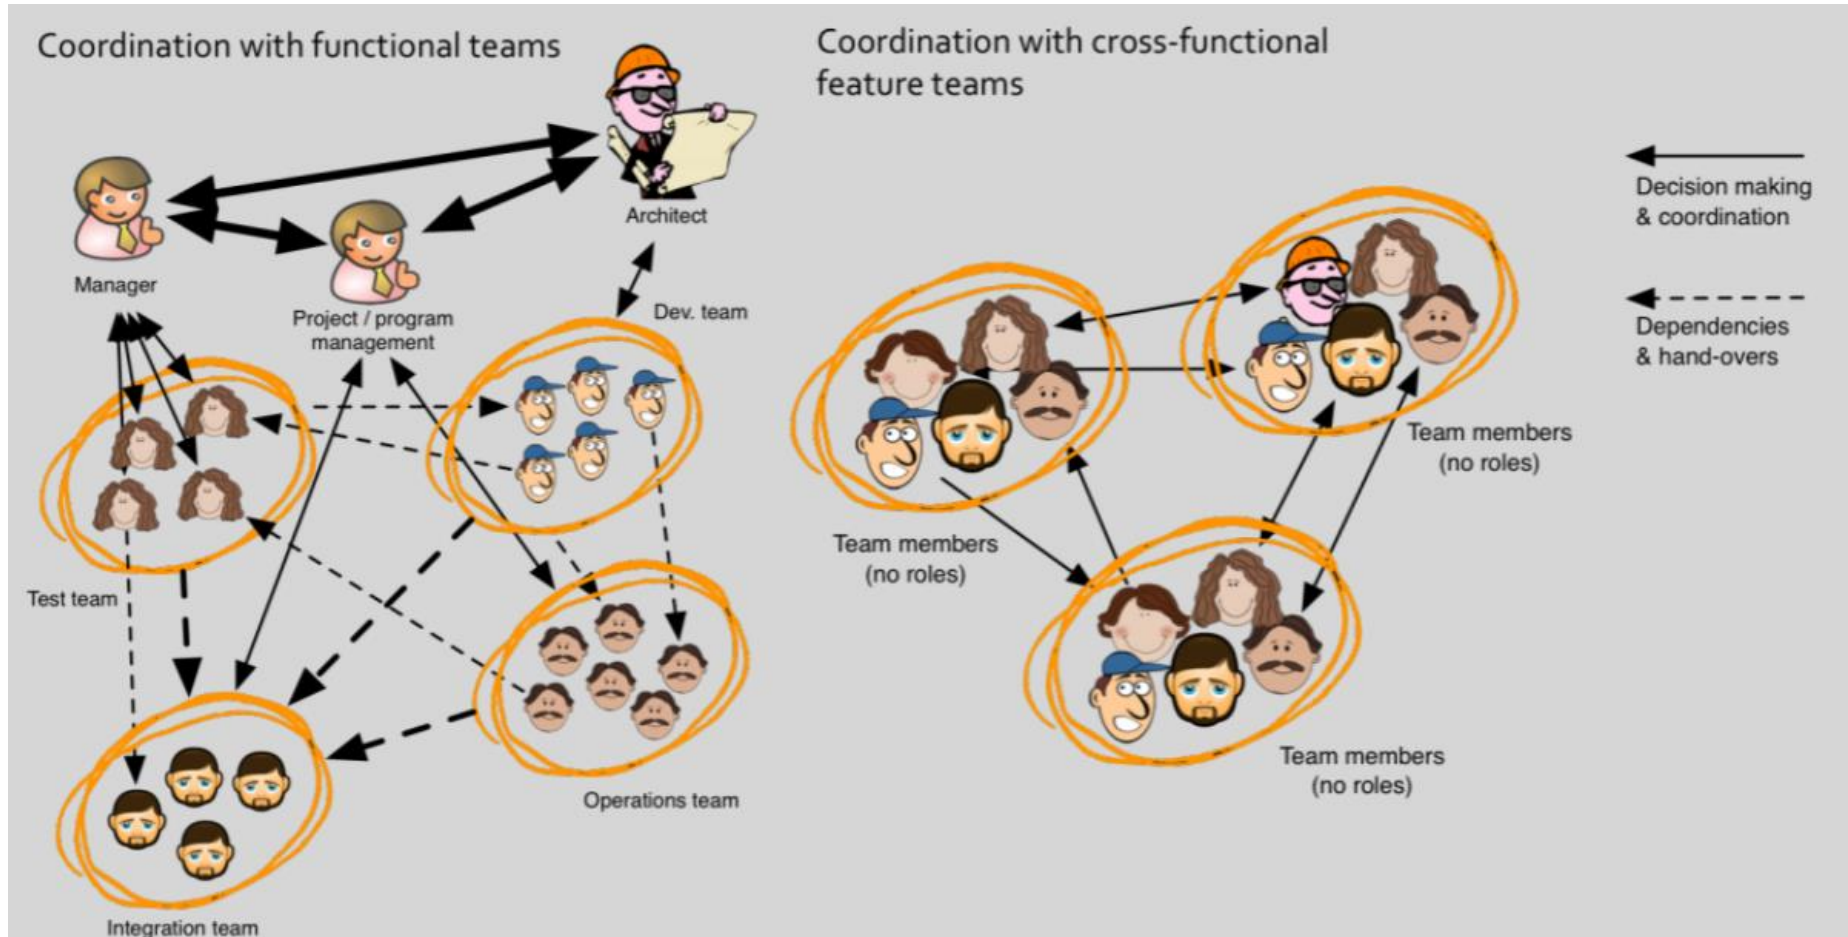 Coordination with functional teams
Architect
Manager
Project / program
management
Dev. team
Test team
Operations team
Integration team
Coordination with cross-functional
feature teams
Decision making
& coordination
Dependencies
& hand-overs
Team members
(no roles)
Team members
(no roles)
Team members
(no roles)